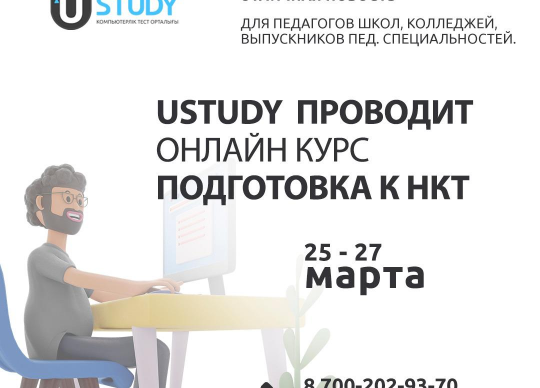 USTUDY
КОМПЬЮТЕРЛІК ТЕСТ ОРТАЛЫҒЫ
ДЛЯ ПЕДАГОГОВ ШКОЛ, КОЛЛЕДЖЕЙ,
ВЫПУСКНИКОВ ПЕД. СПЕЦИАЛЬНОСТЕЙ.
USTUDY ПРОВОДИТ
ОНЛАЙН КУРС
ПОДГОТОВКА К НКТ
25 - 27
марта
8 700-202-93-70